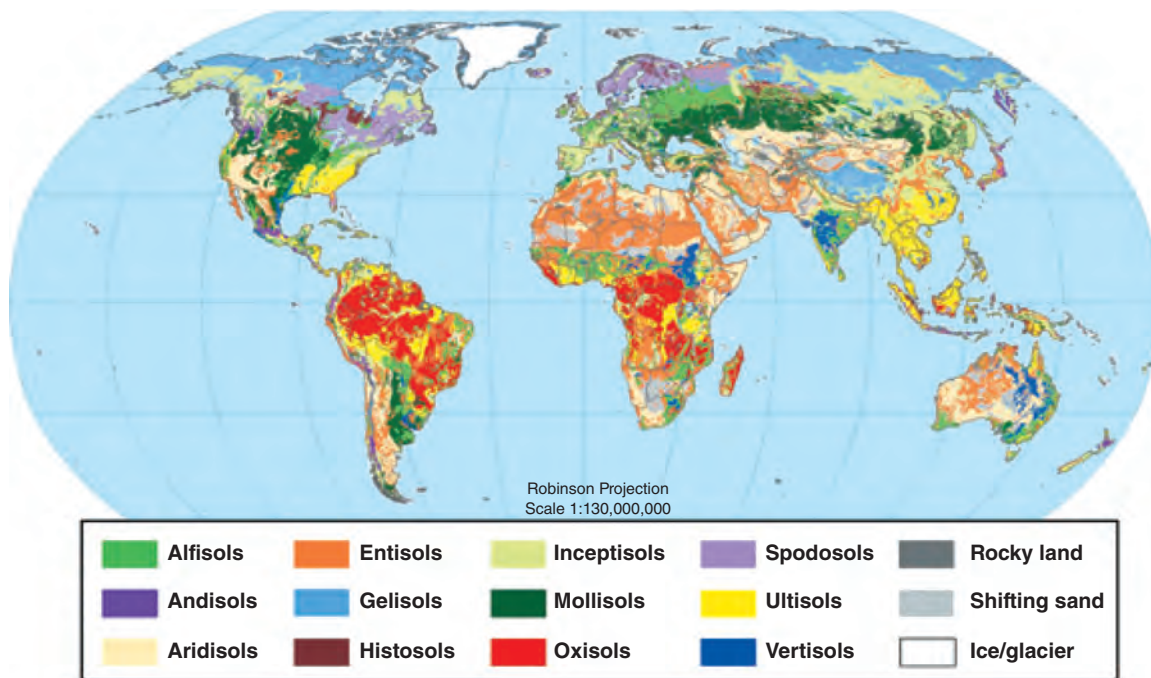 Robinson Projection
Scale 1:130,000,000
Alfisols Entisols Inceptisols Spodosols Rocky land
Andisols Gelisols Mollisols Ultisols Shifting sand
Aridisols Histosols Oxisols Vertisols Ice/glacier